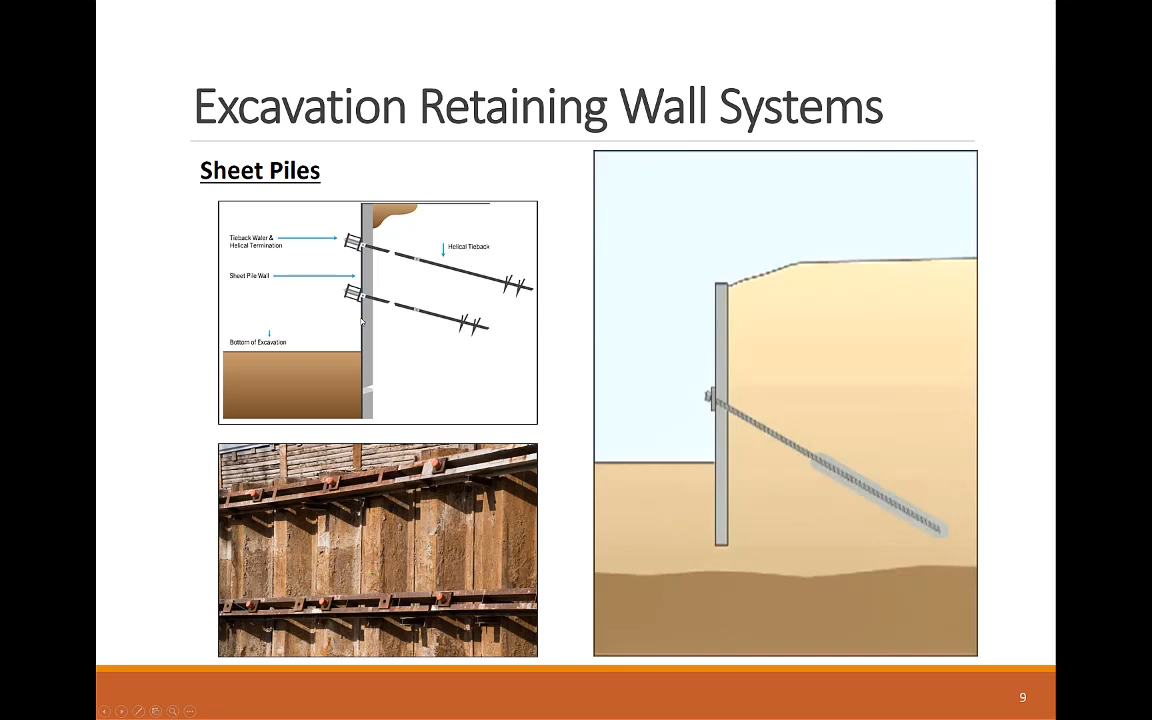 Excavation Retaining Wall Systems
Sheet Piles
Tieback Waler &
Helical Termination
Helical Tieback
Sheet Pile Wall
Bottom of Excavation
9